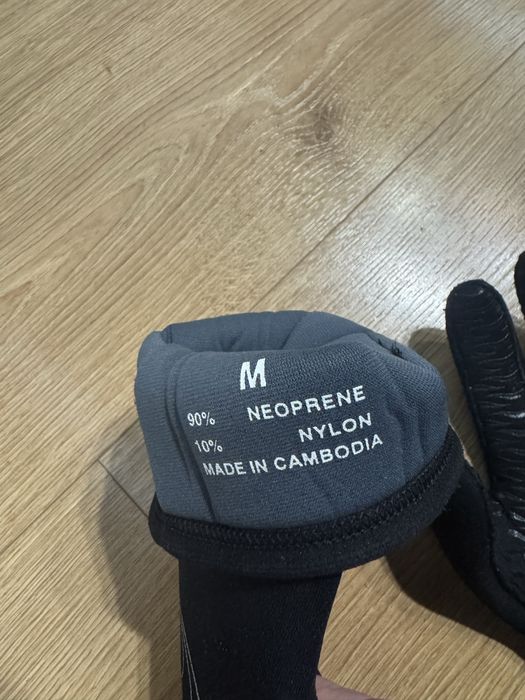 M
90% NEOPRENE
10% NYLON
MADE IN CAMBODIA